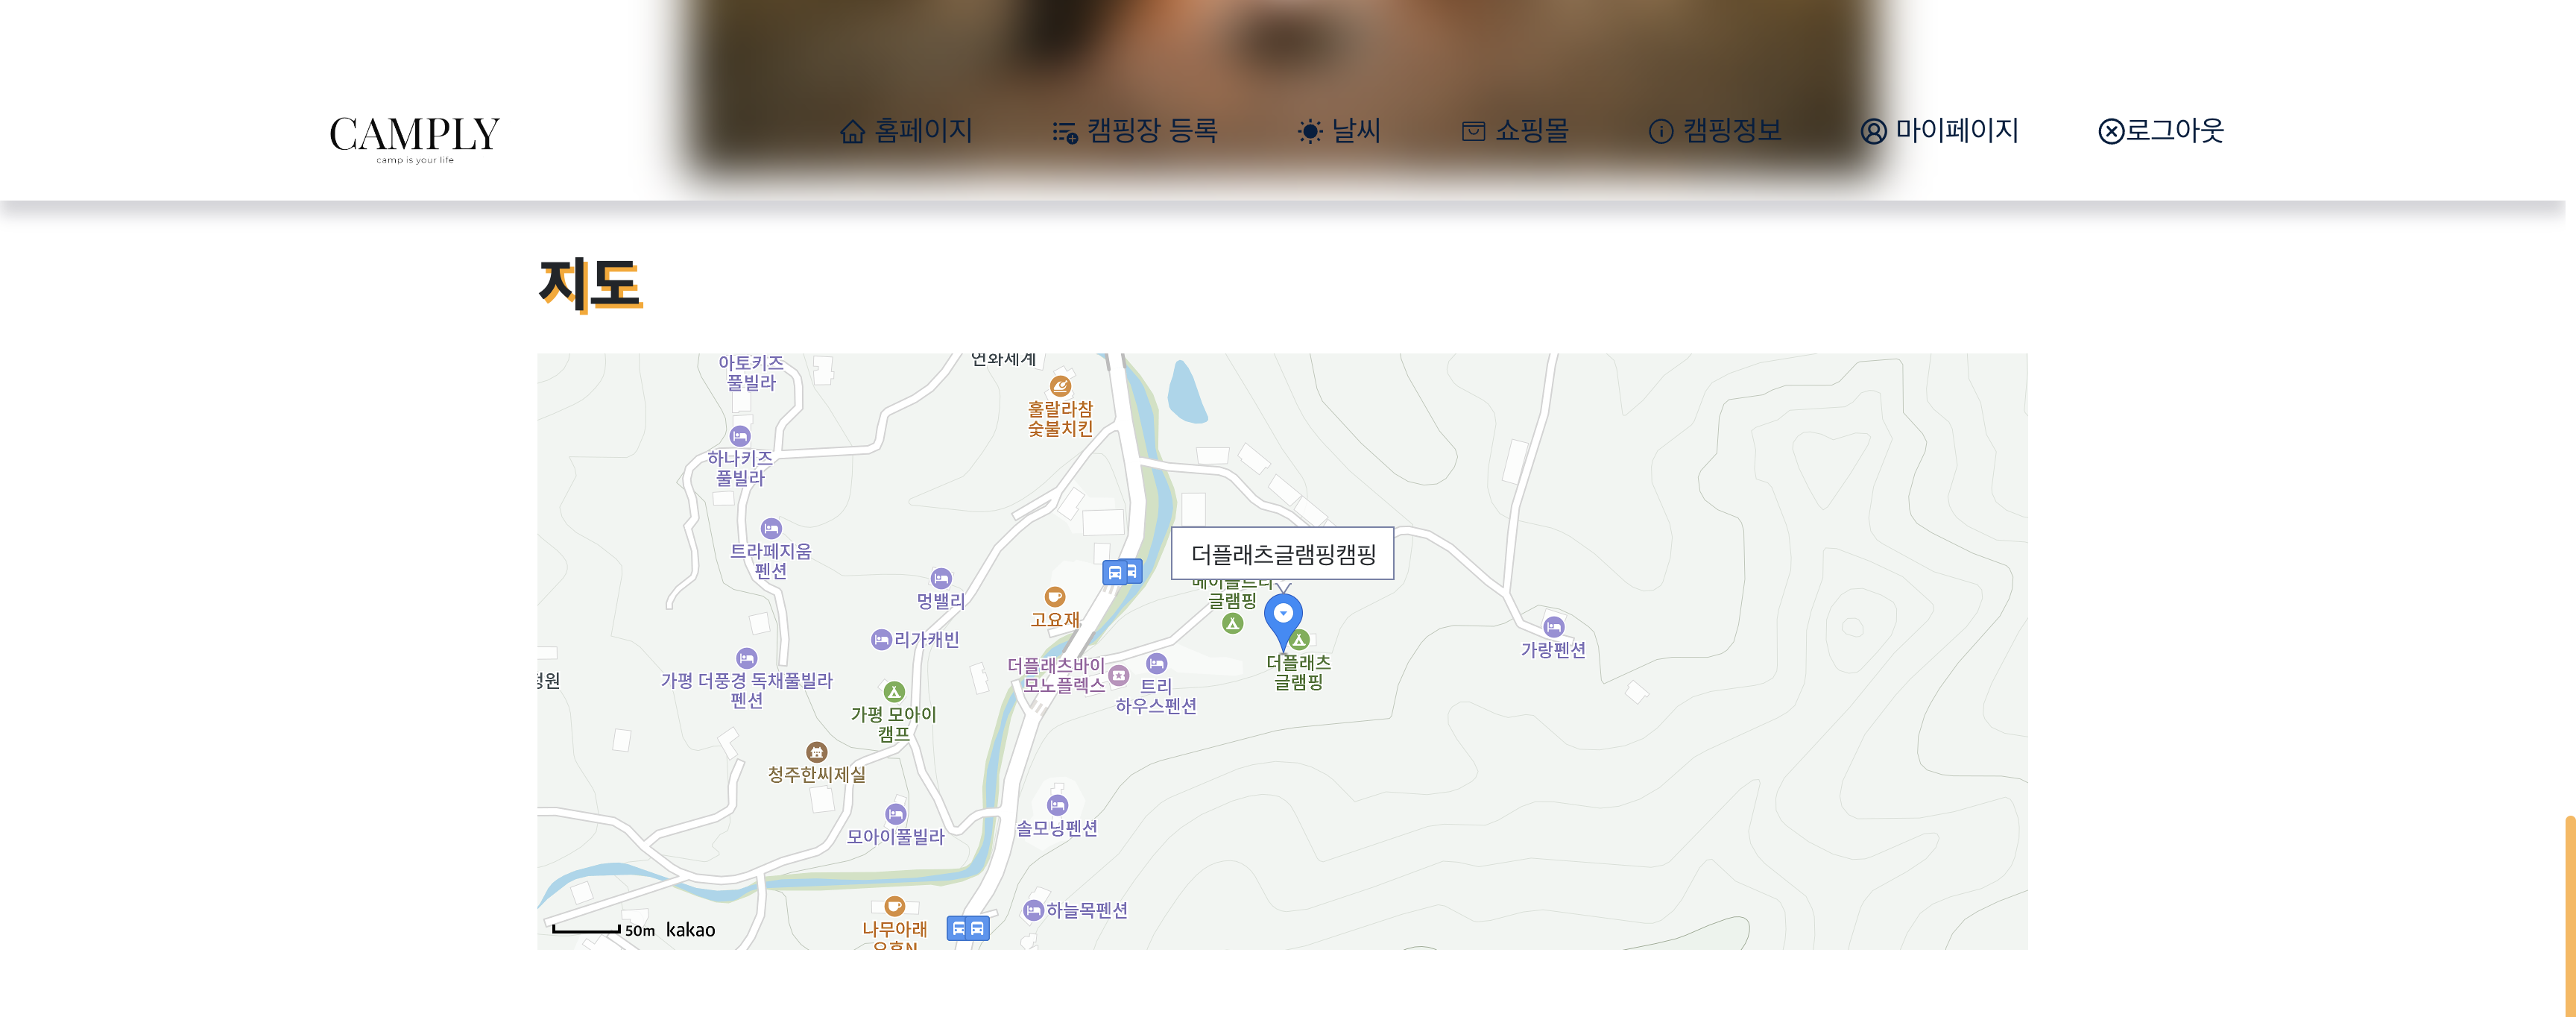 CAMPLY
camp is your life
홈페이지
캠핑장 등록
날씨
쇼핑몰
캠핑정보
마이페이지
로그아웃
지도
아토키즈
풀빌라
연화세계
훌랄라참
숯불치킨
하나키즈
풀빌라
트라페지움
펜션
더플래츠글램핑캠핑
글램핑
멍밸리
고요재
리가캐빈
가랑펜션
더플래츠바이
모노플렉스
트리
하우스펜션
더플래츠
글램핑
가평 더풍경 독채풀빌라
펜션
가평 모아이
캠프
청주한씨제실
모아이풀빌라
솔모닝펜션
하늘목펜션
나무아래
50m kakao